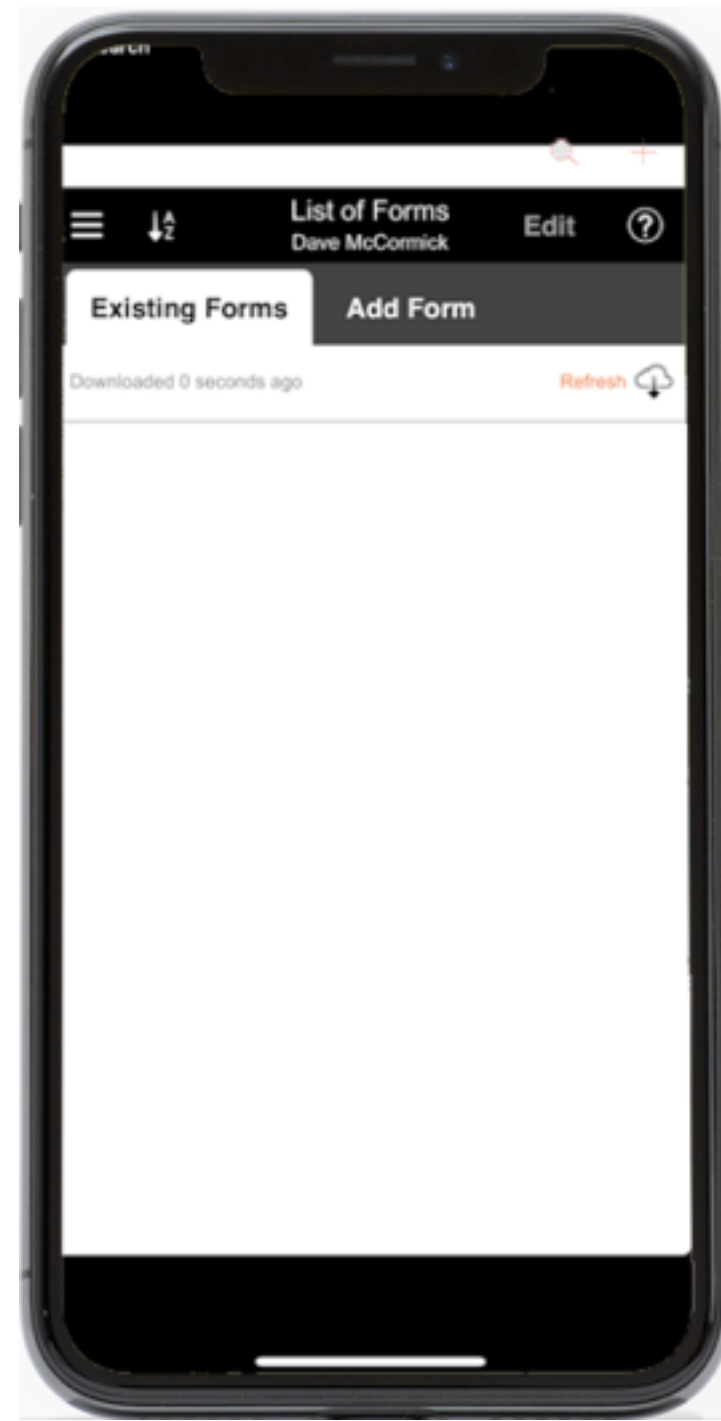 List of Forms
Dave McCormick
Edit
Existing Forms
Add Form
Downloaded 0 seconds ago
Refresh